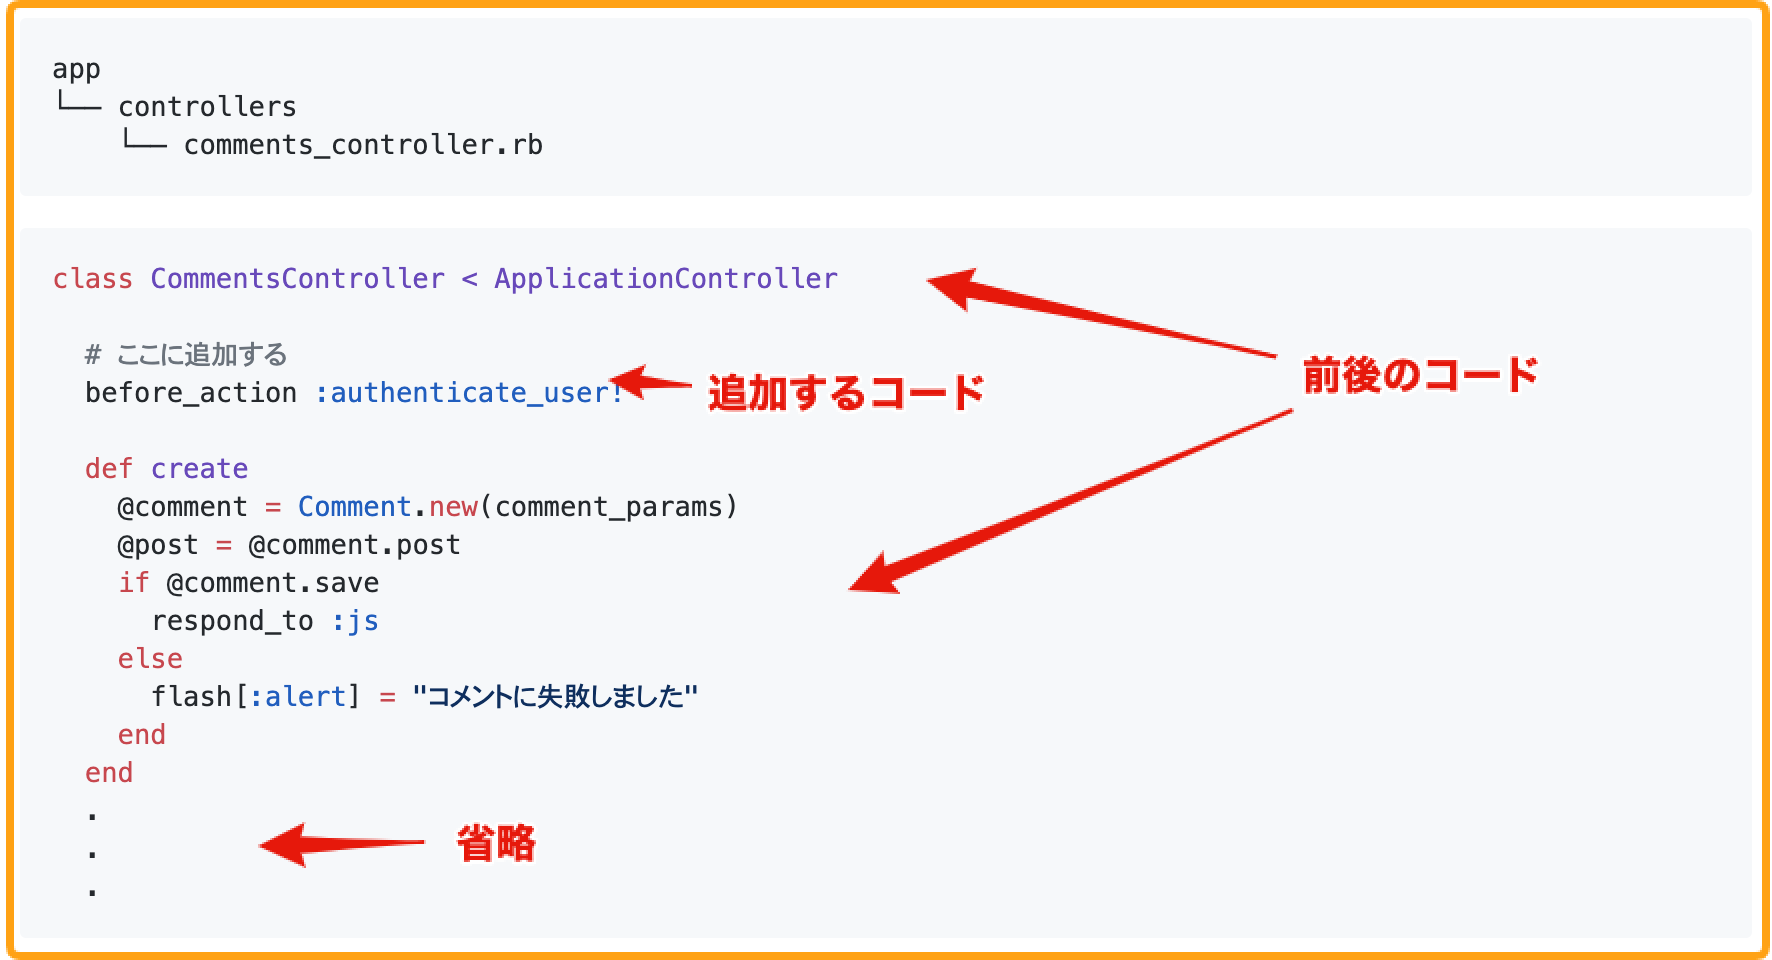 app
└── controllers
    └── comments_controller.rb
class CommentsController < ApplicationController
  # ここに追加する
  before_action :authenticate_user!
追加するコード
前後のコード
  def create
    @comment = Comment.new(comment_params)
    @post = @comment.post
    if @comment.save
      respond_to :js
    else
      flash[:alert] = "コメントに失敗しました"
    end
  end
  .
  .
省略
  .